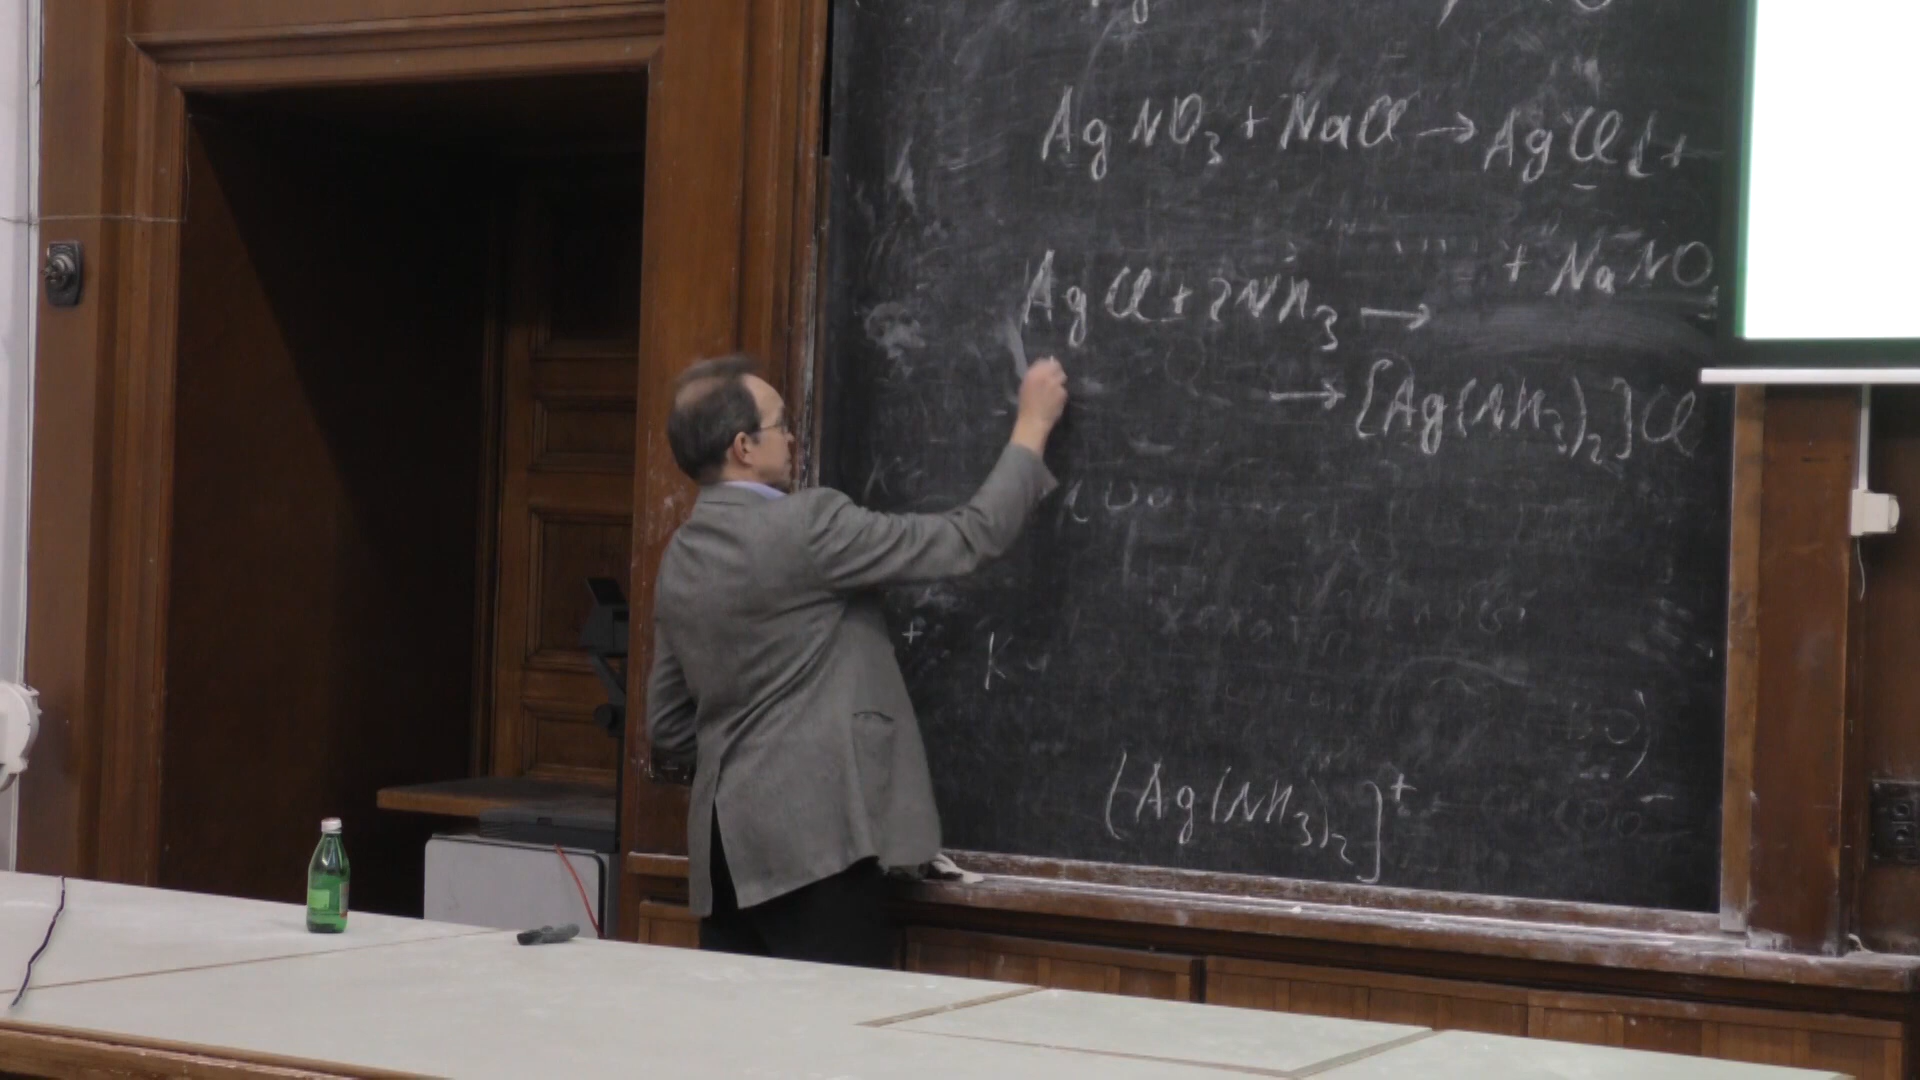 AgNO₃ + NaCl → AgCl↓ +
+ NaNO₃
AgCl + 2NH₃ →
→ [Ag(NH₃)₂]Cl
[Ag(NH₃)₂]⁺